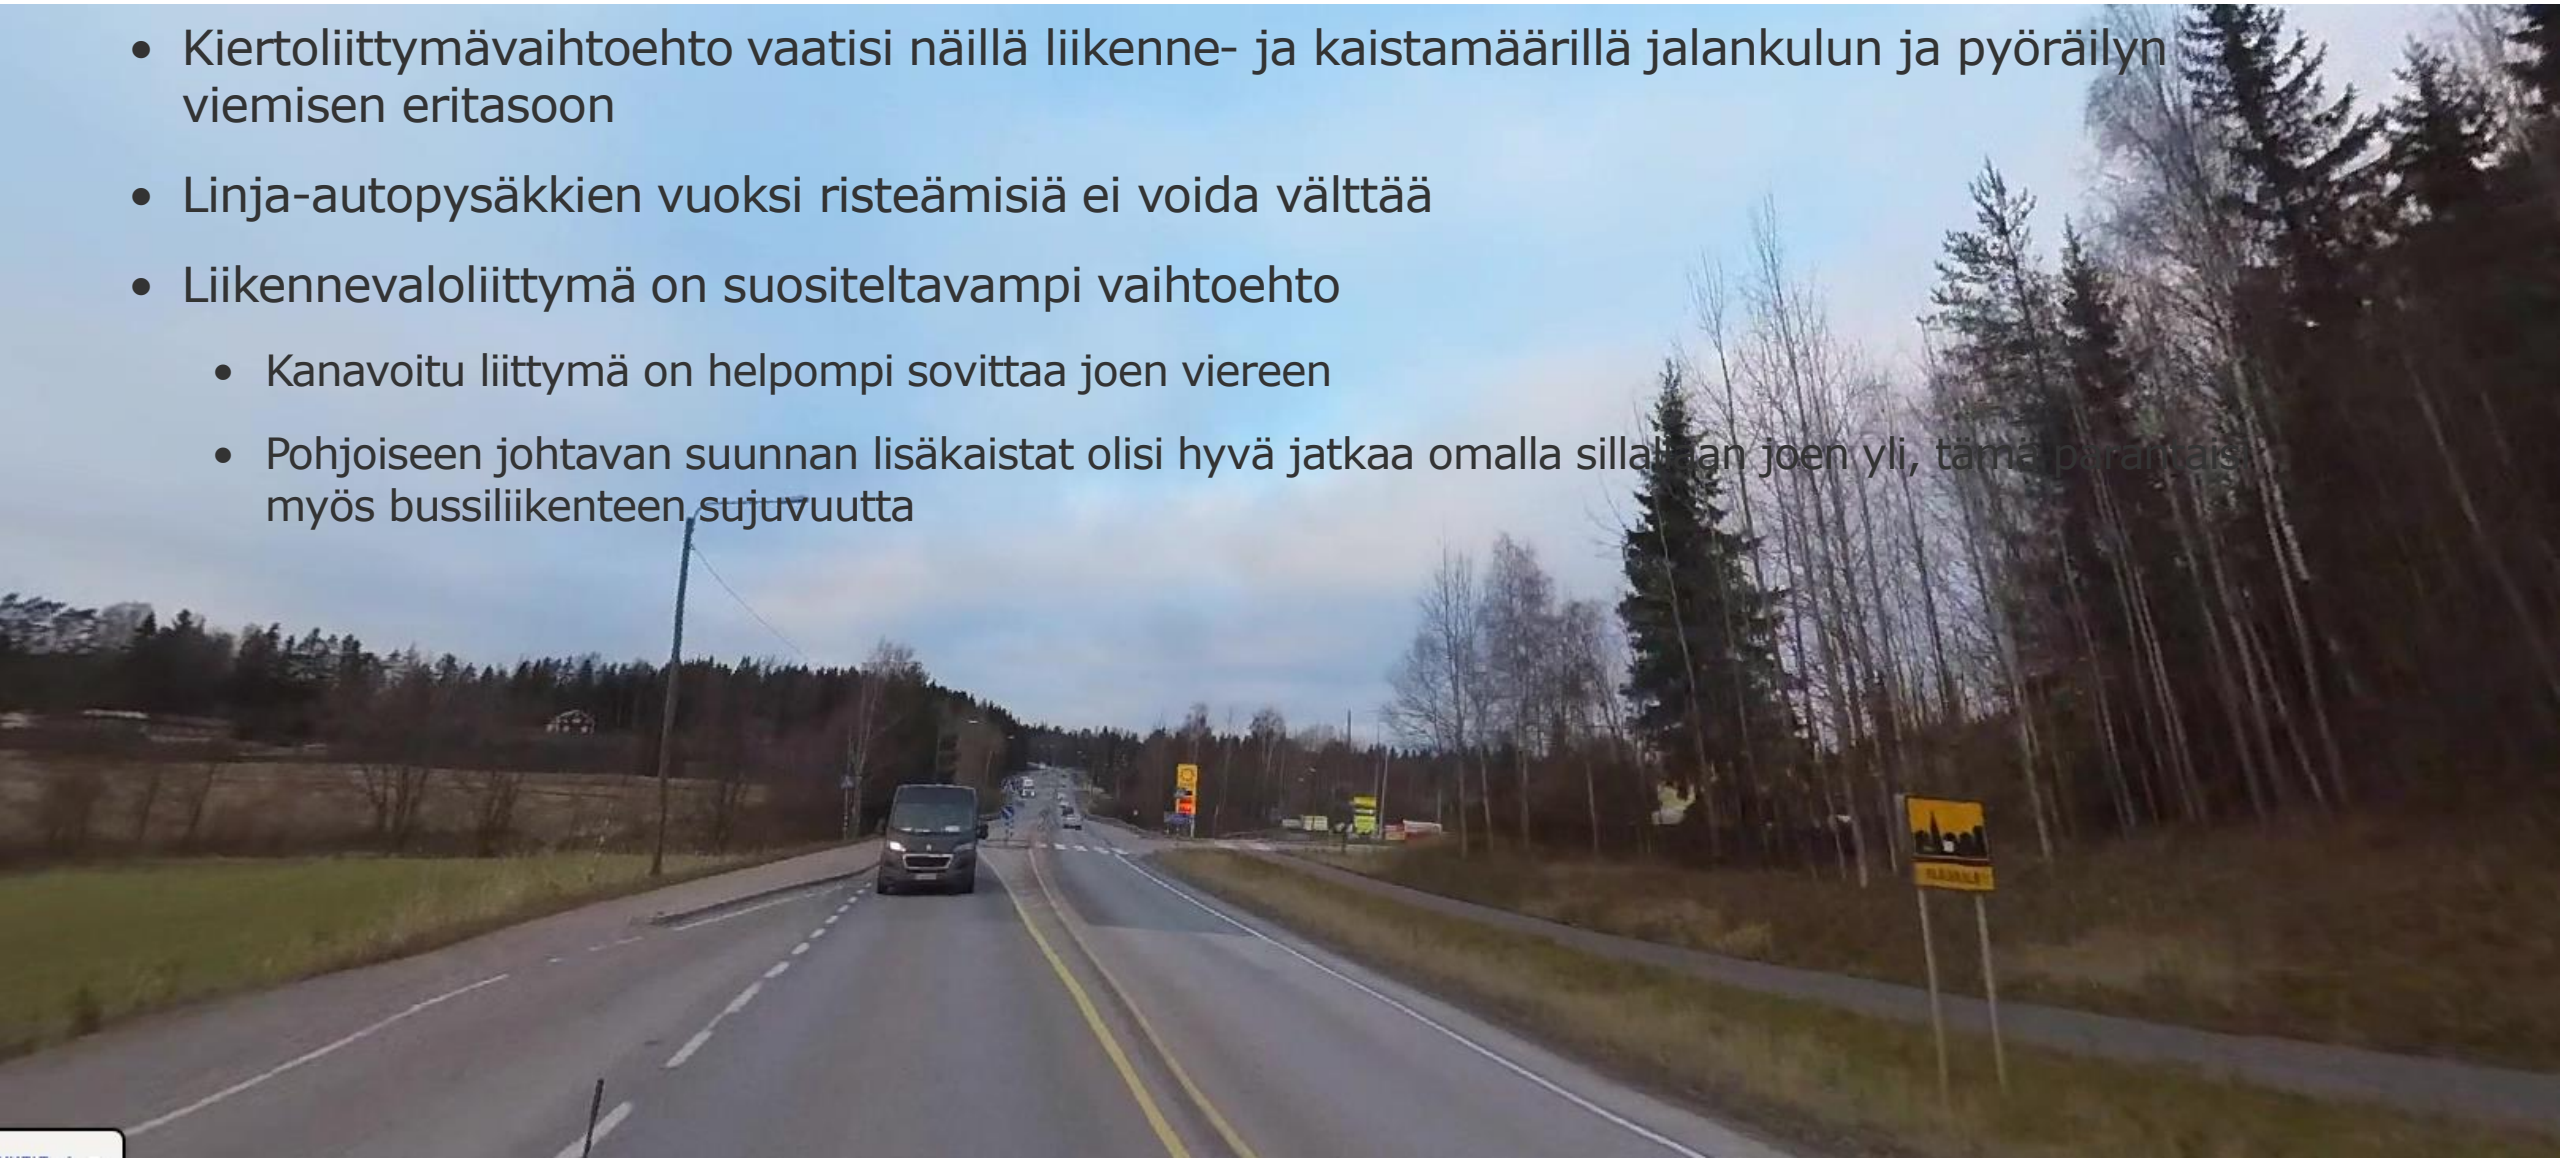 • Kiertoliittymävaihtoehto vaatisi näillä liikenne- ja kaistamäärillä jalankulun ja pyöräilyn
viemisen eritasoon
• Linja-autopysäkkien vuoksi risteämisiä ei voida välttää
• Liikennevaloliittymä on suositeltavampi vaihtoehto
• Kanavoitu liittymä on helpompi sovittaa joen viereen
• Pohjoiseen johtavan suunnan lisäkaistat olisi hyvä jatkaa omalla sillallaan joen yli, tämä parantaisi
myös bussiliikenteen sujuvuutta